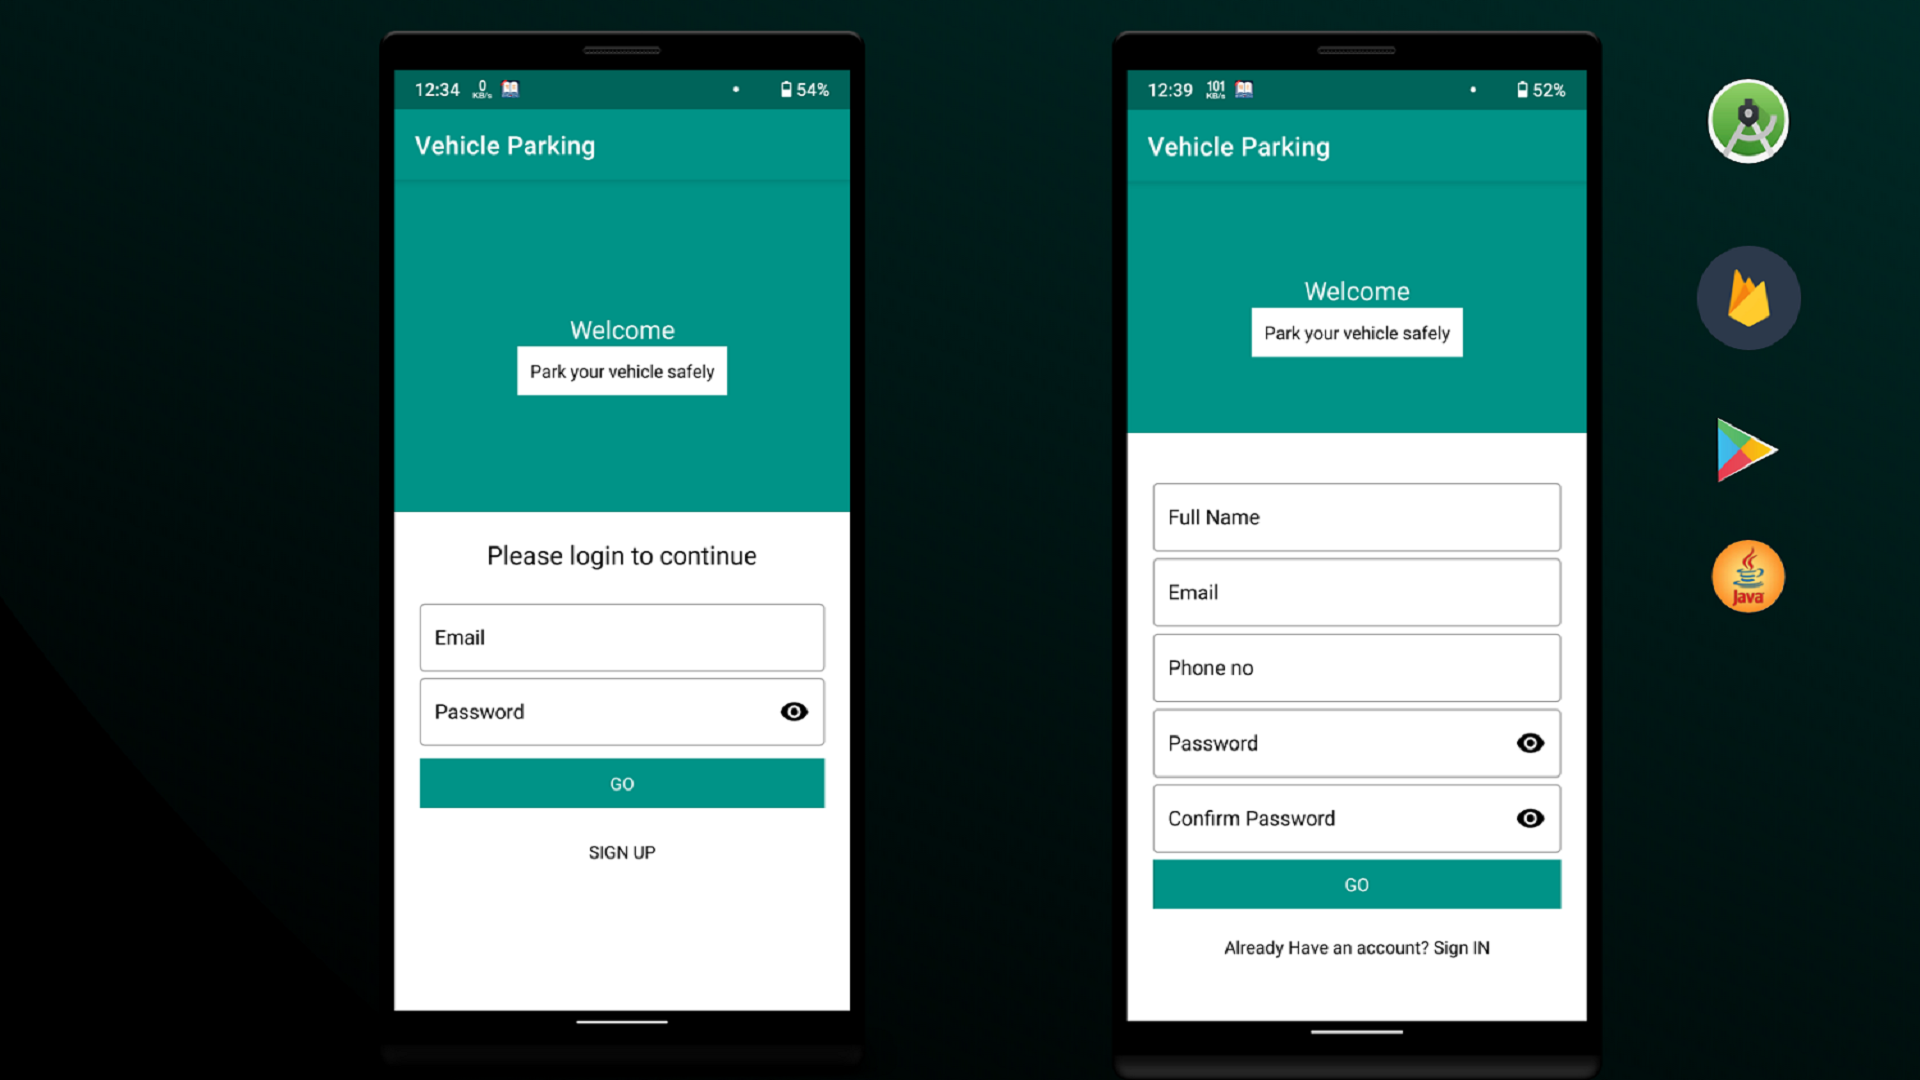 12:34 0 KB/s 54%
Vehicle Parking
Welcome
Park your vehicle safely
Please login to continue
Email
Password
GO
SIGN UP
12:39 101 KB/s 52%
Vehicle Parking
Welcome
Park your vehicle safely
Full Name
Email
Phone no
Password
Confirm Password
GO
Already Have an account? Sign IN
Java